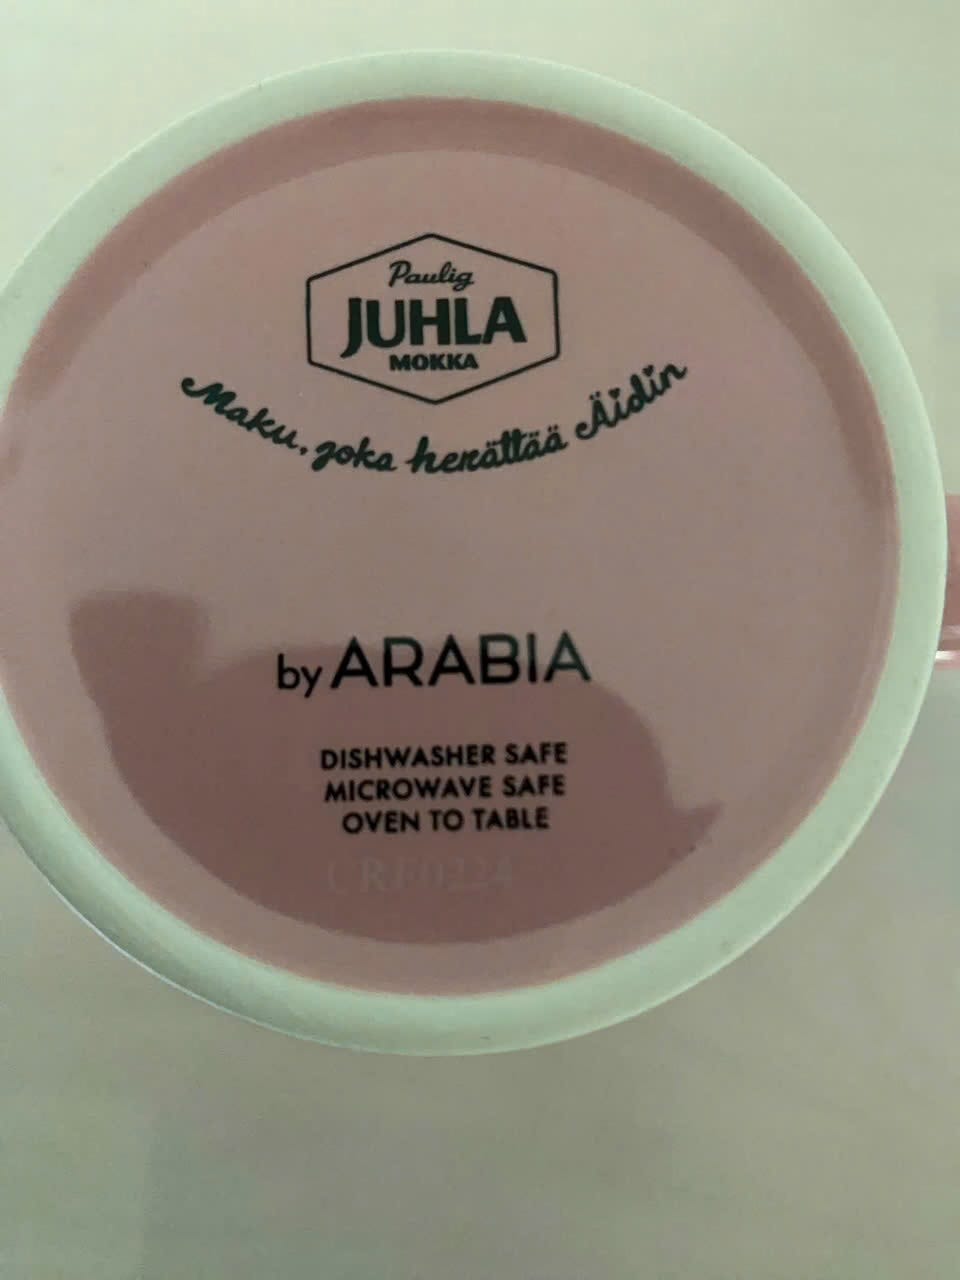 Paulig
JUHLA
MOKKA
Maku, joka herättää Äidin
by ARABIA
DISHWASHER SAFE
MICROWAVE SAFE
OVEN TO TABLE